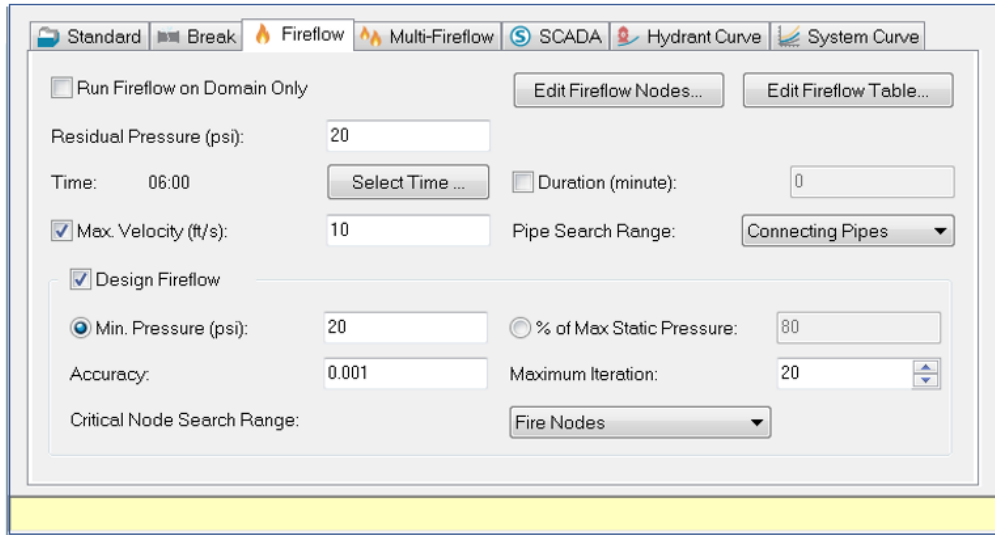 Standard Break Fireflow Multi-Fireflow SCADA Hydrant Curve System Curve
Run Fireflow on Domain Only Edit Fireflow Nodes... Edit Fireflow Table...
Residual Pressure (psi): 20
Time: 06:00 Select Time ... Duration (minute): 0
Max. Velocity (ft/s): 10 Pipe Search Range: Connecting Pipes
Design Fireflow
Min. Pressure (psi): 20 % of Max Static Pressure: 80
Accuracy: 0.001 Maximum Iteration: 20
Critical Node Search Range: Fire Nodes